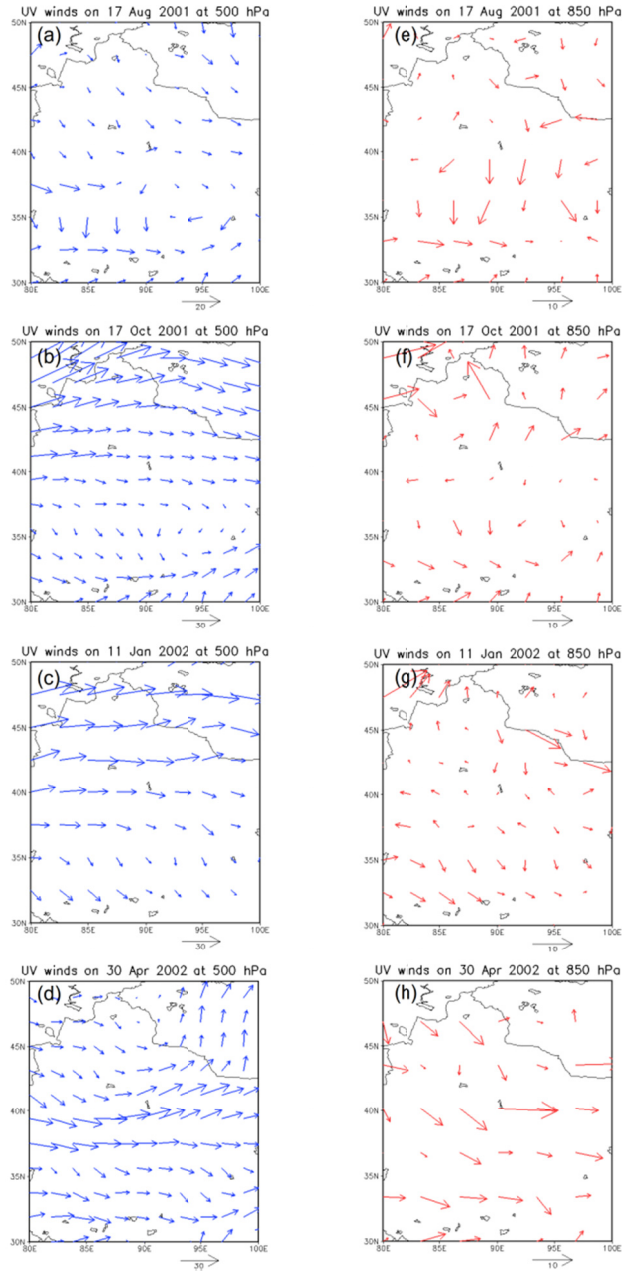 UV winds on 17 Aug 2001 at 500 hPa
(a)
50N
45N
40N
35N
30N
80E 85E 90E 95E 100E
20
UV winds on 17 Aug 2001 at 850 hPa
(e)
50N
45N
40N
35N
30N
80E 85E 90E 95E 100E
10
UV winds on 17 Oct 2001 at 500 hPa
(b)
50N
45N
40N
35N
30N
80E 85E 90E 95E 100E
30
UV winds on 17 Oct 2001 at 850 hPa
(f)
50N
45N
40N
35N
30N
80E 85E 90E 95E 100E
10
UV winds on 11 Jan 2002 at 500 hPa
(c)
50N
45N
40N
35N
30N
80E 85E 90E 95E 100E
30
UV winds on 11 Jan 2002 at 850 hPa
(g)
50N
45N
40N
35N
30N
80E 85E 90E 95E 100E
10
UV winds on 30 Apr 2002 at 500 hPa
(d)
50N
45N
40N
35N
30N
80E 85E 90E 95E 100E
30
UV winds on 30 Apr 2002 at 850 hPa
(h)
50N
45N
40N
35N
30N
80E 85E 90E 95E 100E
10